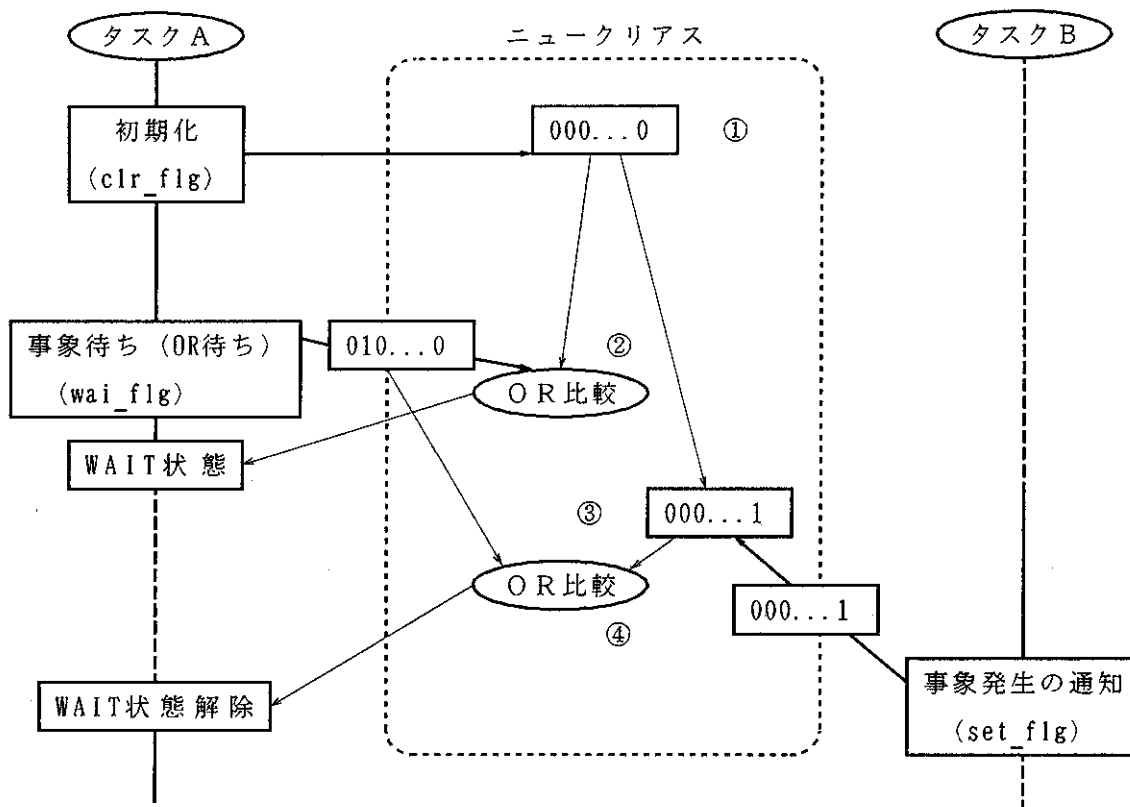 タスクA
ニュークリアス
タスクB
初期化
(clr_flg)
000...0
①
事象待ち (OR待ち)
(wai_flg)
010...0
②
OR比較
WAIT状態
③
000...1
OR比較
④
000...1
WAIT状態解除
事象発生の通知
(set_flg)